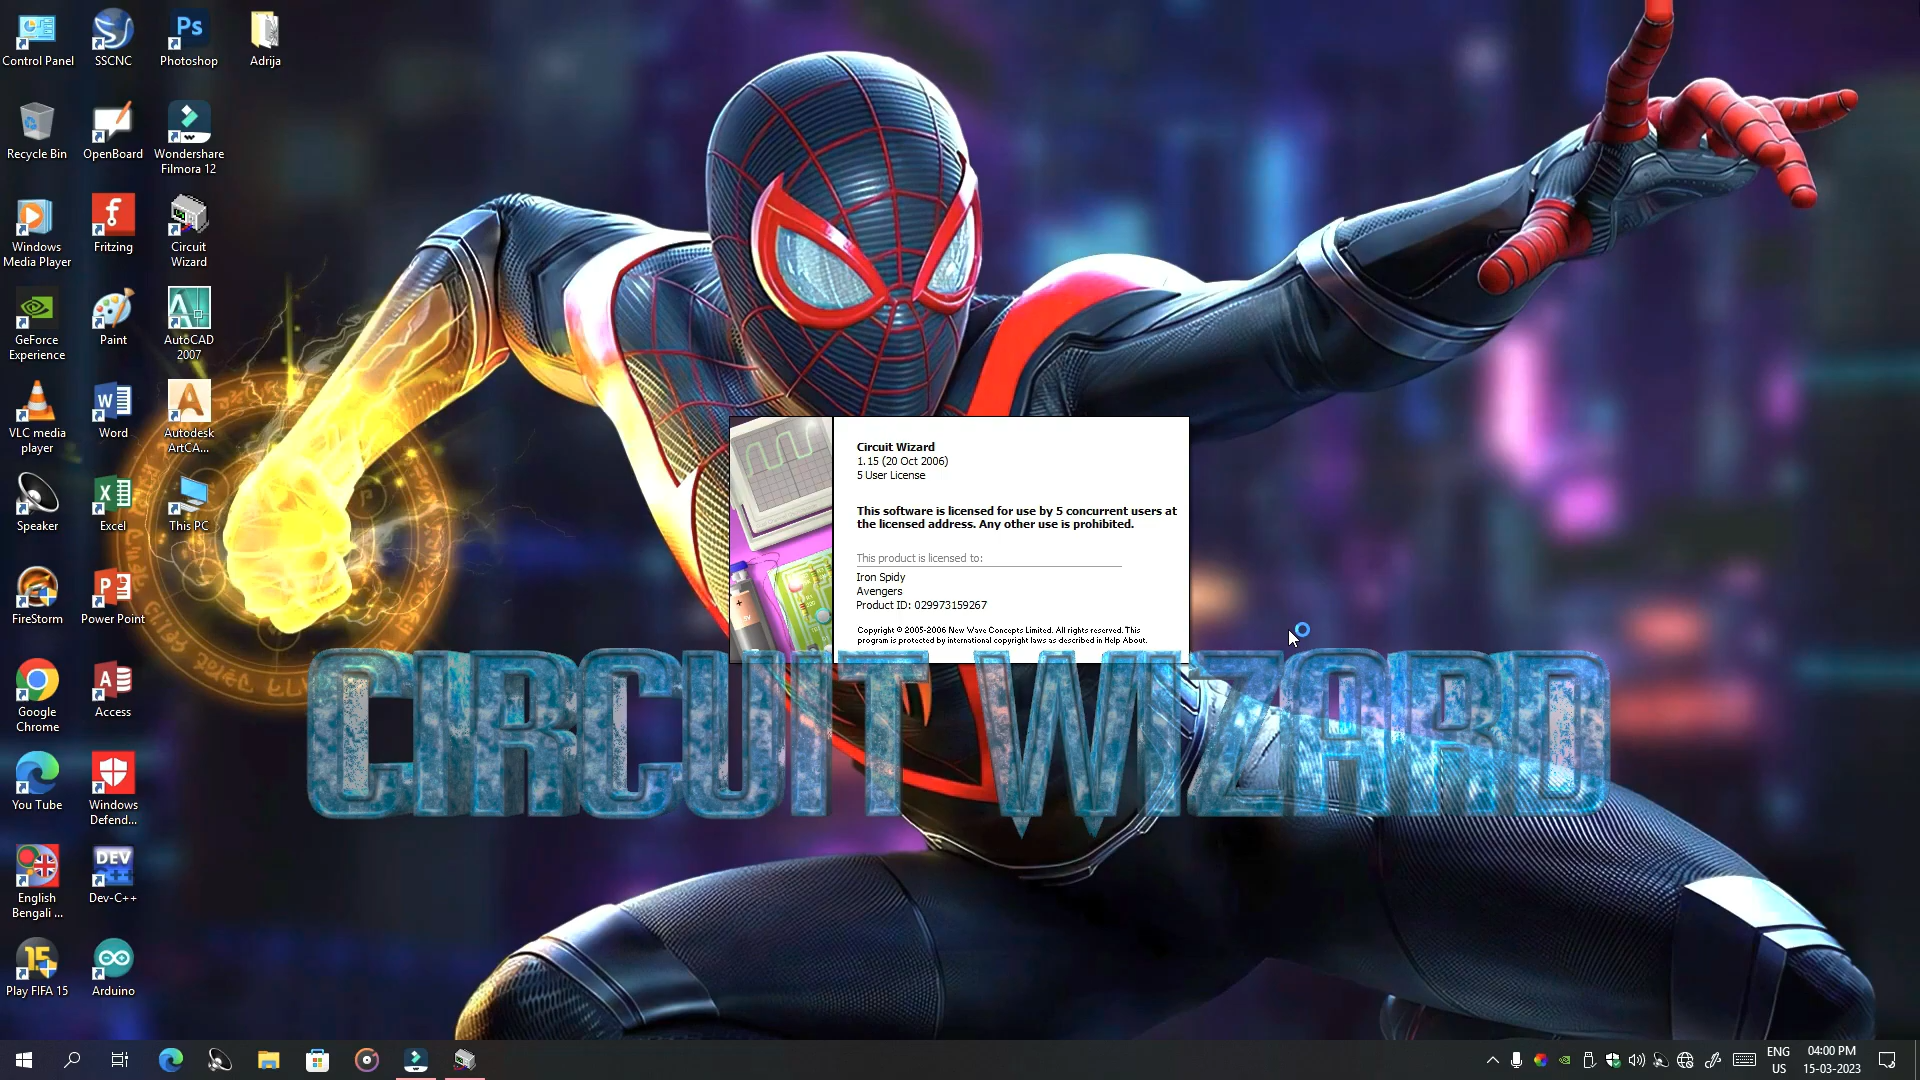 Control Panel
SSCNC
Ps
Photoshop
Adrija
Recycle Bin
OpenBoard
Wondershare
Filmora 12
Windows
Media Player
f
Fritzing
Circuit
Wizard
GeForce
Experience
Paint
A
AutoCAD
2007
VLC media
player
W
Word
A
Autodesk
ArtCA...
Speaker
X
Excel
This PC
FireStorm
P
Power Point
Google
Chrome
A
Access
You Tube
Windows
Defend...
English
Bengali ...
DEV
Dev-C++
15
Play FIFA 15
Arduino
Circuit Wizard
1.15 (20 Oct 2006)
5 User License
This software is licensed for use by 5 concurrent users at
the licensed address. Any other use is prohibited.
This product is licensed to:
Iron Spidy
Avengers
Product ID: 029973159267
Copyright © 2005-2006 New Wave Concepts Limited. All rights reserved. This
program is protected by international copyright laws as described in Help About.
CIRCUIT WIZARD
ENG
US
04:00 PM
15-03-2023